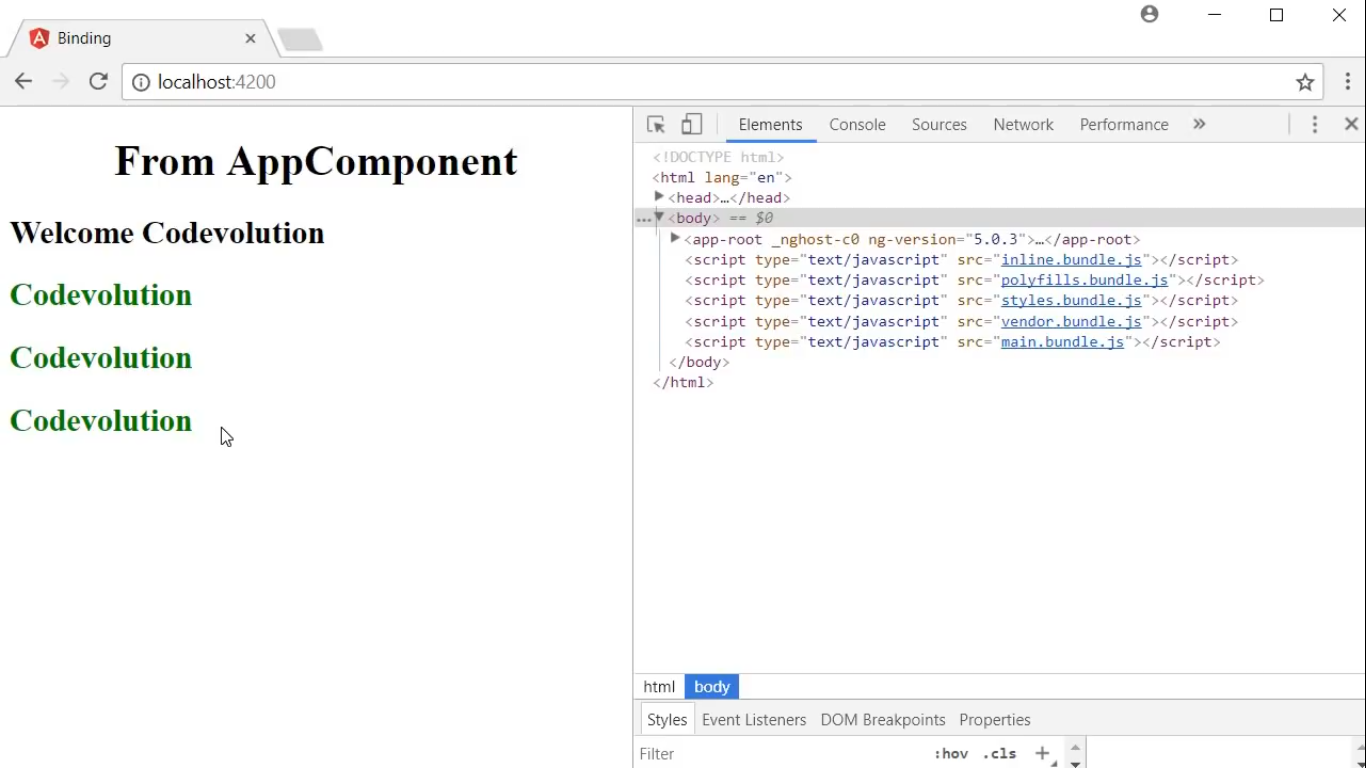 Binding
localhost:4200
From AppComponent
Welcome Codevolution
Codevolution
Codevolution
Codevolution
Elements Console Sources Network Performance »
<!DOCTYPE html>
<html lang="en">
<head>…</head>
<body> == $0
<app-root _nghost-c0 ng-version="5.0.3">…</app-root>
<script type="text/javascript" src="inline.bundle.js"></script>
<script type="text/javascript" src="polyfills.bundle.js"></script>
<script type="text/javascript" src="styles.bundle.js"></script>
<script type="text/javascript" src="vendor.bundle.js"></script>
<script type="text/javascript" src="main.bundle.js"></script>
</body>
</html>
html body
Styles Event Listeners DOM Breakpoints Properties
Filter :hov .cls +